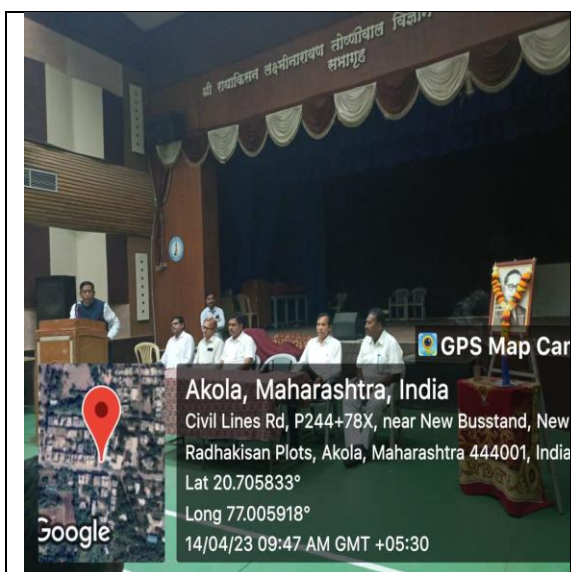 श्री राधाकिसन लक्ष्मीनारायण तोष्णीवाल विज्ञान
सभागृह
GPS Map Car
Akola, Maharashtra, India
Civil Lines Rd, P244+78X, near New Busstand, New
Radhakisan Plots, Akola, Maharashtra 444001, India
Lat 20.705833°
Long 77.005918°
14/04/23 09:47 AM GMT +05:30
Google